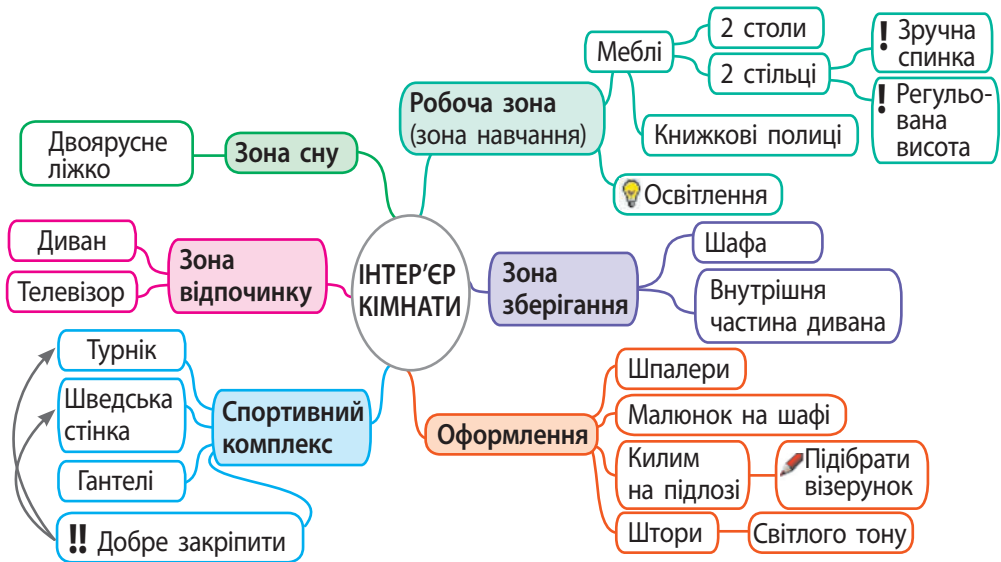 ІНТЕР’ЄР
КІМНАТИ
Робоча зона
(зона навчання)
Меблі
2 столи
2 стільці
! Зручна
спинка
! Регульо-
вана
висота
Книжкові полиці
Освітлення
Зона сну
Двоярусне
ліжко
Зона
відпочинку
Диван
Телевізор
Зона
зберігання
Шафа
Внутрішня
частина дивана
Спортивний
комплекс
Турнік
Шведська
стінка
Гантелі
!! Добре закріпити
Оформлення
Шпалери
Малюнок на шафі
Килим
на підлозі
Підібрати
візерунок
Штори
Світлого тону